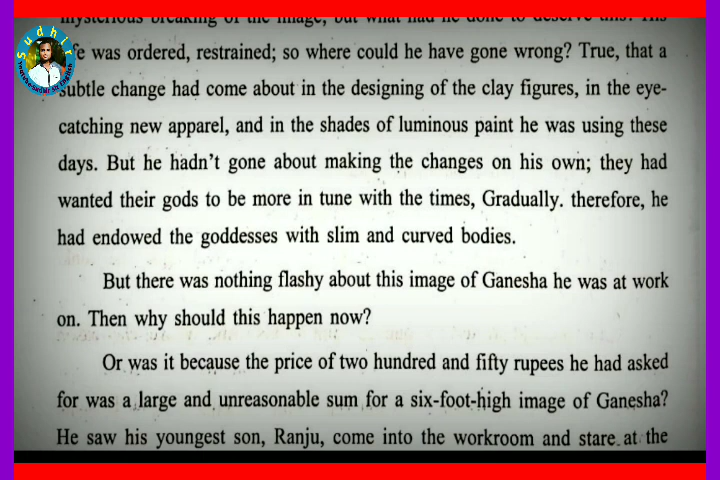 Sudhir
mysterious breaking of the image, but what had he done to deserve this? His
fe was ordered, restrained; so where could he have gone wrong? True, that a
subtle change had come about in the designing of the clay figures, in the eye-
catching new apparel, and in the shades of luminous paint he was using these
days. But he hadn't gone about making the changes on his own; they had
wanted their gods to be more in tune with the times, Gradually. therefore, he
had endowed the goddesses with slim and curved bodies.
But there was nothing flashy about this image of Ganesha he was at work
on. Then why should this happen now?
Or was it because the price of two hundred and fifty rupees he had asked
for was a large and unreasonable sum for a six-foot-high image of Ganesha?
He saw his youngest son, Ranju, come into the workroom and stare at the